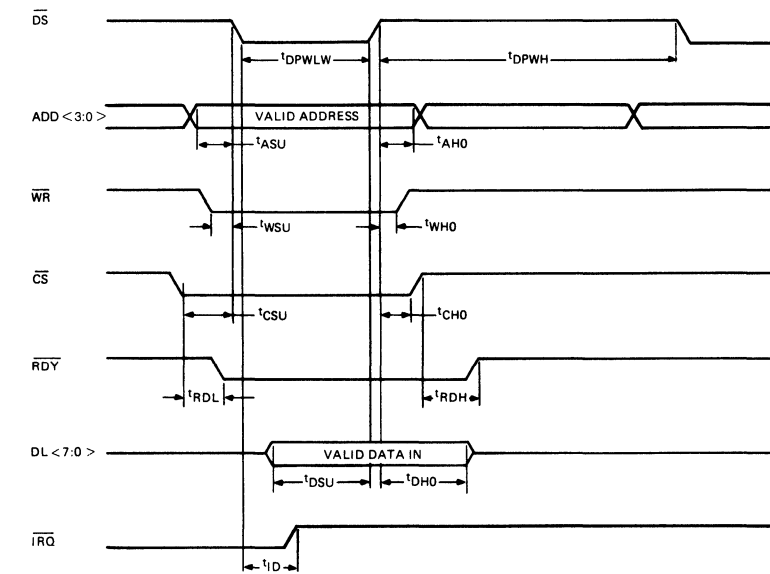 DS
tDPWLW
tDPWH
ADD <3:0>
VALID ADDRESS
tASU
tAH0
WR
tWSU
tWH0
CS
tCSU
tCH0
RDY
tRDL
tRDH
DL <7:0>
VALID DATA IN
tDSU
tDH0
IRQ
tID